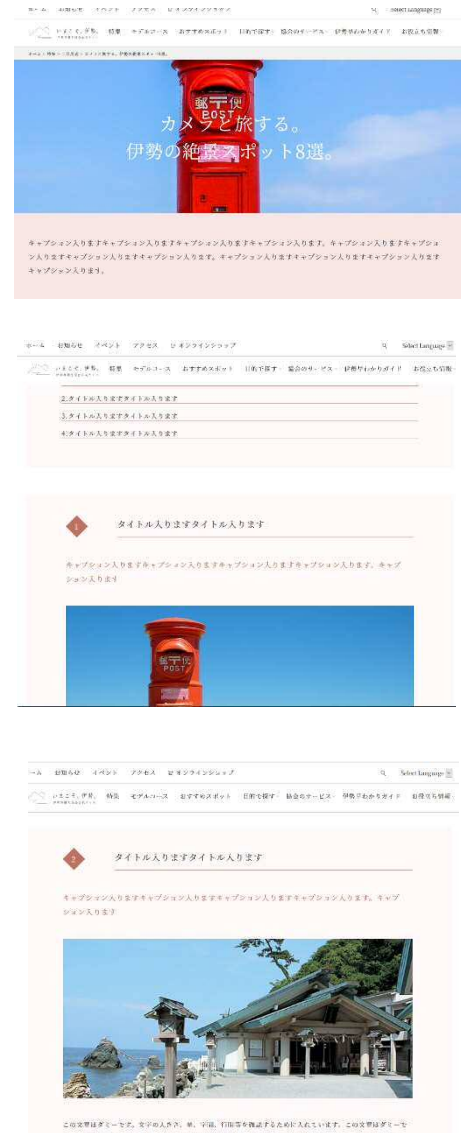 ホーム お知らせ イベント アクセス オンラインショップ Select Language
いまこそ、伊勢。 特集 モデルコース おすすめスポット 目的で探す 協会のサービス 伊勢早わかりガイド お役立ち情報
郵〒便
POST
カメラと旅する。
伊勢の絶景スポット8選。
キャプション入りますキャプション入りますキャプション入りますキャプション入ります。キャプション入りますキャプショ
ン入りますキャプション入りますキャプション入ります。キャプション入りますキャプション入りますキャプション入ります
キャプション入ります。
ホーム お知らせ イベント アクセス オンラインショップ Select Language
いまこそ、伊勢。 特集 モデルコース おすすめスポット 目的で探す 協会のサービス 伊勢早わかりガイド お役立ち情報
2.タイトル入りますタイトル入ります
3.タイトル入りますタイトル入ります
4.タイトル入りますタイトル入ります
1 タイトル入りますタイトル入ります
キャプション入りますキャプション入りますキャプション入りますキャプション入ります。キャプ
ション入ります
郵〒便
POST
ーム お知らせ イベント アクセス オンラインショップ Select Language
いまこそ、伊勢。 特集 モデルコース おすすめスポット 目的で探す 協会のサービス 伊勢早わかりガイド お役立ち情報
2 タイトル入りますタイトル入ります
キャプション入りますキャプション入りますキャプション入りますキャプション入ります。キャプ
ション入ります
この文章はダミーです。文字の大きさ、量、字間、行間等を確認するために入れています。この文章はダミーで